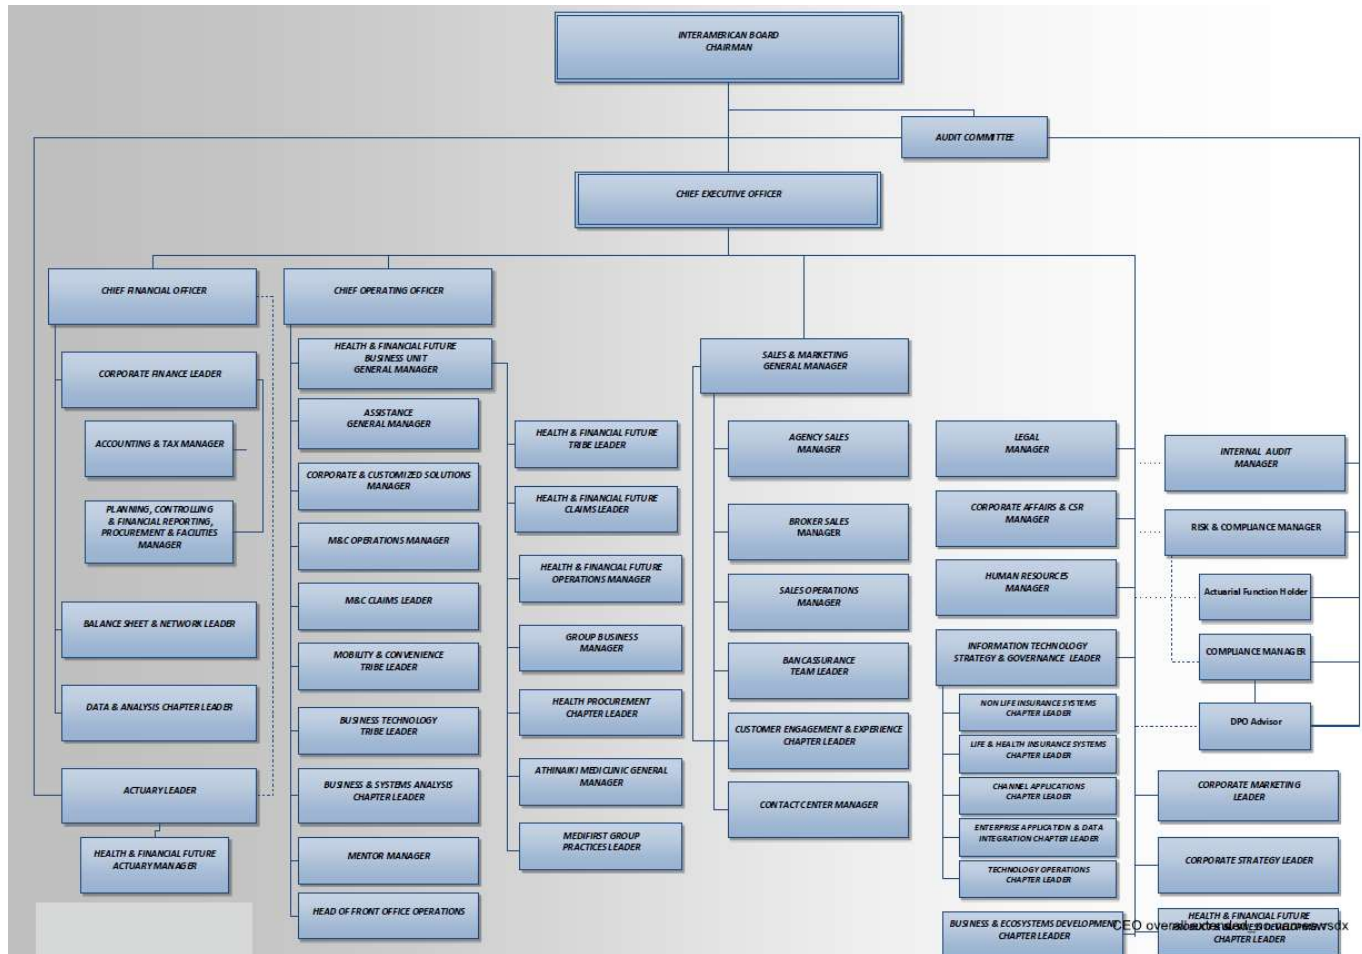 INTERAMERICAN BOARD
CHAIRMAN
AUDIT COMMITTEE
CHIEF EXECUTIVE OFFICER
CHIEF FINANCIAL OFFICER
CORPORATE FINANCE LEADER
ACCOUNTING & TAX MANAGER
PLANNING, CONTROLLING
& FINANCIAL REPORTING,
PROCUREMENT & FACILITIES
MANAGER
BALANCE SHEET & NETWORK LEADER
DATA & ANALYSIS CHAPTER LEADER
ACTUARY LEADER
HEALTH & FINANCIAL FUTURE
ACTUARY MANAGER
CHIEF OPERATING OFFICER
HEALTH & FINANCIAL FUTURE
BUSINESS UNIT
GENERAL MANAGER
ASSISTANCE
GENERAL MANAGER
CORPORATE & CUSTOMIZED SOLUTIONS
MANAGER
M&C OPERATIONS MANAGER
M&C CLAIMS LEADER
MOBILITY & CONVENIENCE
TRIBE LEADER
BUSINESS TECHNOLOGY
TRIBE LEADER
BUSINESS & SYSTEMS ANALYSIS
CHAPTER LEADER
MENTOR MANAGER
HEAD OF FRONT OFFICE OPERATIONS
HEALTH & FINANCIAL FUTURE
TRIBE LEADER
HEALTH & FINANCIAL FUTURE
CLAIMS LEADER
HEALTH & FINANCIAL FUTURE
OPERATIONS MANAGER
GROUP BUSINESS
MANAGER
HEALTH PROCUREMENT
CHAPTER LEADER
ATHINAIKI MEDICLINIC GENERAL
MANAGER
MEDIFIRST GROUP
PRACTICES LEADER
SALES & MARKETING
GENERAL MANAGER
AGENCY SALES
MANAGER
BROKER SALES
MANAGER
SALES OPERATIONS
MANAGER
BANCASSURANCE
TEAM LEADER
CUSTOMER ENGAGEMENT & EXPERIENCE
CHAPTER LEADER
CONTACT CENTER MANAGER
LEGAL
MANAGER
CORPORATE AFFAIRS & CSR
MANAGER
HUMAN RESOURCES
MANAGER
INFORMATION TECHNOLOGY
STRATEGY & GOVERNANCE LEADER
NON LIFE INSURANCE SYSTEMS
CHAPTER LEADER
LIFE & HEALTH INSURANCE SYSTEMS
CHAPTER LEADER
CHANNEL APPLICATIONS
CHAPTER LEADER
ENTERPRISE APPLICATION & DATA
INTEGRATION CHAPTER LEADER
TECHNOLOGY OPERATIONS
CHAPTER LEADER
BUSINESS & ECOSYSTEMS DEVELOPMENT
CHAPTER LEADER
INTERNAL AUDIT
MANAGER
RISK & COMPLIANCE MANAGER
Actuarial Function Holder
COMPLIANCE MANAGER
DPO Advisor
CORPORATE MARKETING
LEADER
CORPORATE STRATEGY LEADER
HEALTH & FINANCIAL FUTURE
CHAPTER LEADER
CEO